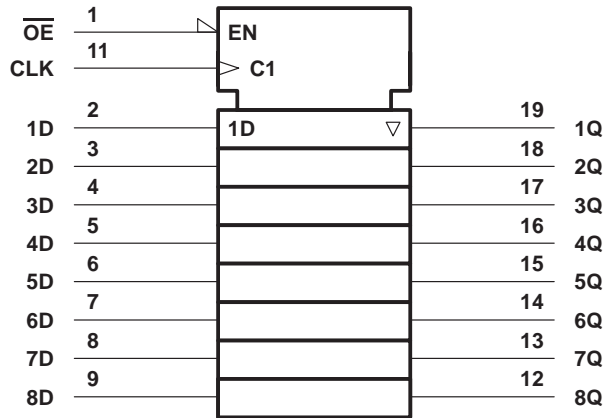 OE 1 EN
CLK 11 C1
1D 2 1D 19 1Q
2D 3 18 2Q
3D 4 17 3Q
4D 5 16 4Q
5D 6 15 5Q
6D 7 14 6Q
7D 8 13 7Q
8D 9 12 8Q